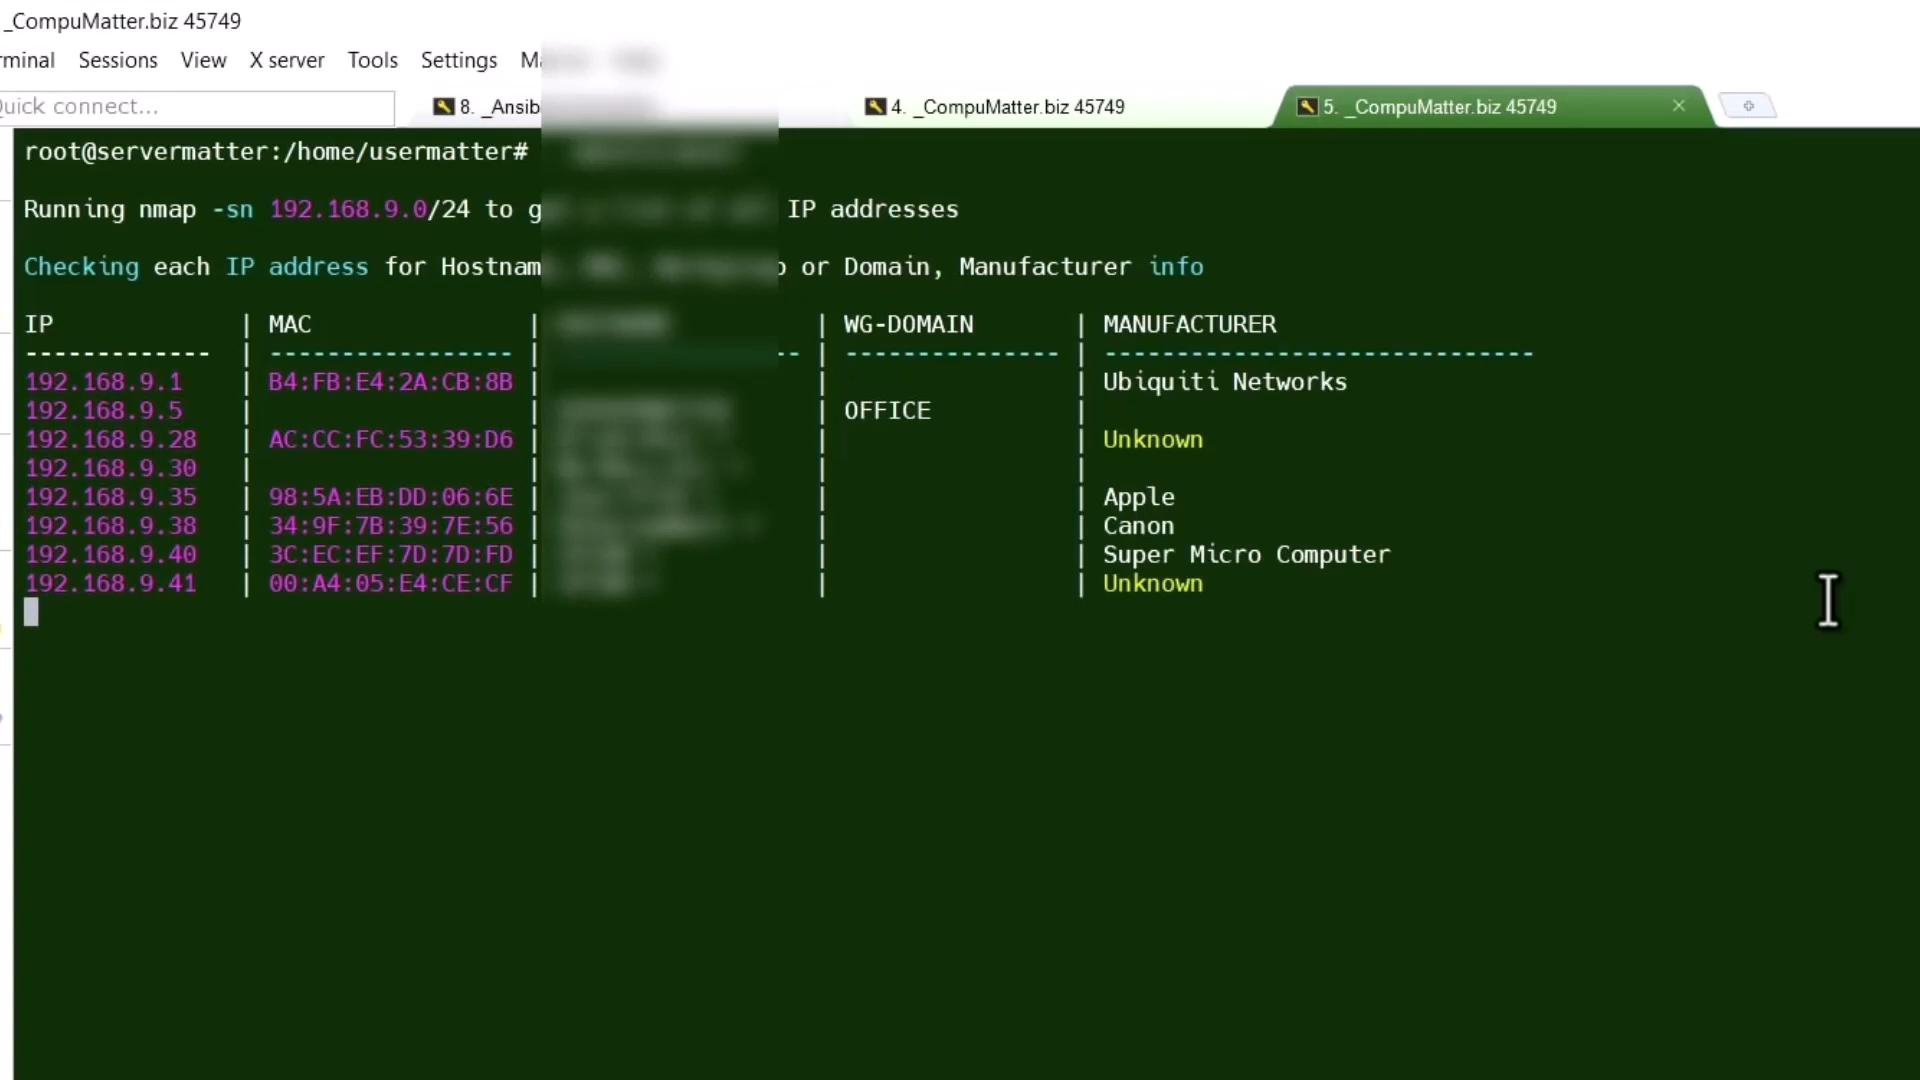 _CompuMatter.biz 45749
rminal Sessions View X server Tools Settings
Quick connect... 8. _Ansib 4. _CompuMatter.biz 45749 5. _CompuMatter.biz 45749
root@servermatter:/home/usermatter#
Running nmap -sn 192.168.9.0/24 to IP addresses
Checking each IP address for Hostnam or Domain, Manufacturer info
IP | MAC | | WG-DOMAIN | MANUFACTURER
------------- | ----------------- | -- | --------------- | ------------------------------
192.168.9.1 | B4:FB:E4:2A:CB:8B | | | Ubiquiti Networks
192.168.9.5 | | | OFFICE |
192.168.9.28 | AC:CC:FC:53:39:D6 | | | Unknown
192.168.9.30 | | | |
192.168.9.35 | 98:5A:EB:DD:06:6E | | | Apple
192.168.9.38 | 34:9F:7B:39:7E:56 | | | Canon
192.168.9.40 | 3C:EC:EF:7D:7D:FD | | | Super Micro Computer
192.168.9.41 | 00:A4:05:E4:CE:CF | | | Unknown